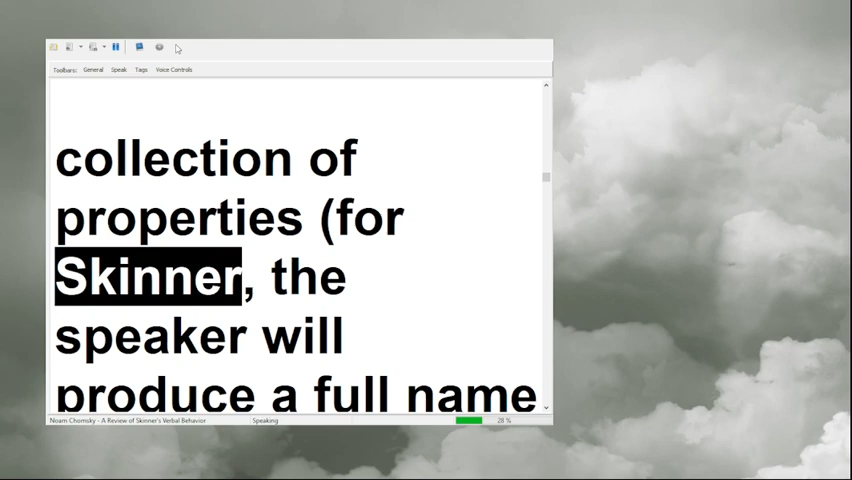 Toolbars: General Speak Tags Voice Controls
collection of
properties (for
Skinner, the
speaker will
produce a full name
Noam Chomsky - A Review of Skinner's Verbal Behavior Speaking 28 %